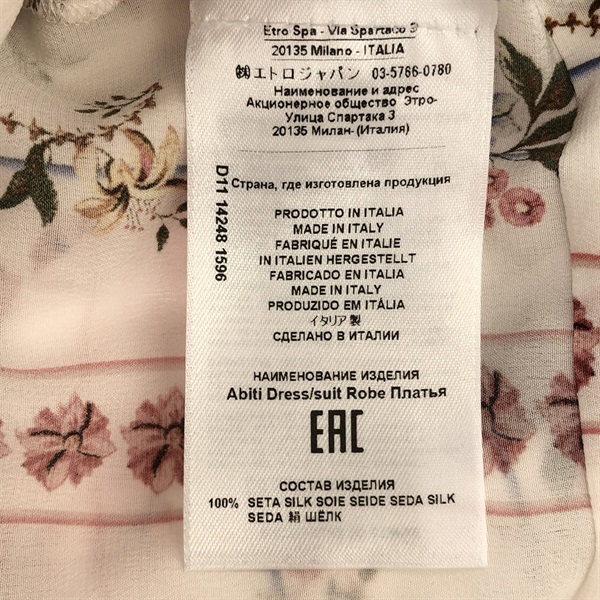 Etro Spa - Via Spartaco 3
20135 Milano - ITALIA
㈱エトロジャパン 03-5766-0780
Наименование и адрес
Акционерное общество Этро-
Улица Спартака 3
20135 Милан- (Италия)
D11 14248 1596
Страна, где изготовлена продукция
PRODOTTO IN ITALIA
MADE IN ITALY
FABRIQUÉ EN ITALIE
IN ITALIEN HERGESTELLT
FABRICADO EN ITALIA
MADE IN ITALY
PRODUZIDO EM ITÁLIA
イタリア製
СДЕЛАНО В ИТАЛИИ
НАИМЕНОВАНИЕ ИЗДЕЛИЯ
Abiti Dress/suit Robe Платья
EAC
СОСТАВ ИЗДЕЛИЯ
100% SETA SILK SOIE SEIDE SEDA SILK
SEDA 絹 ШЁЛК